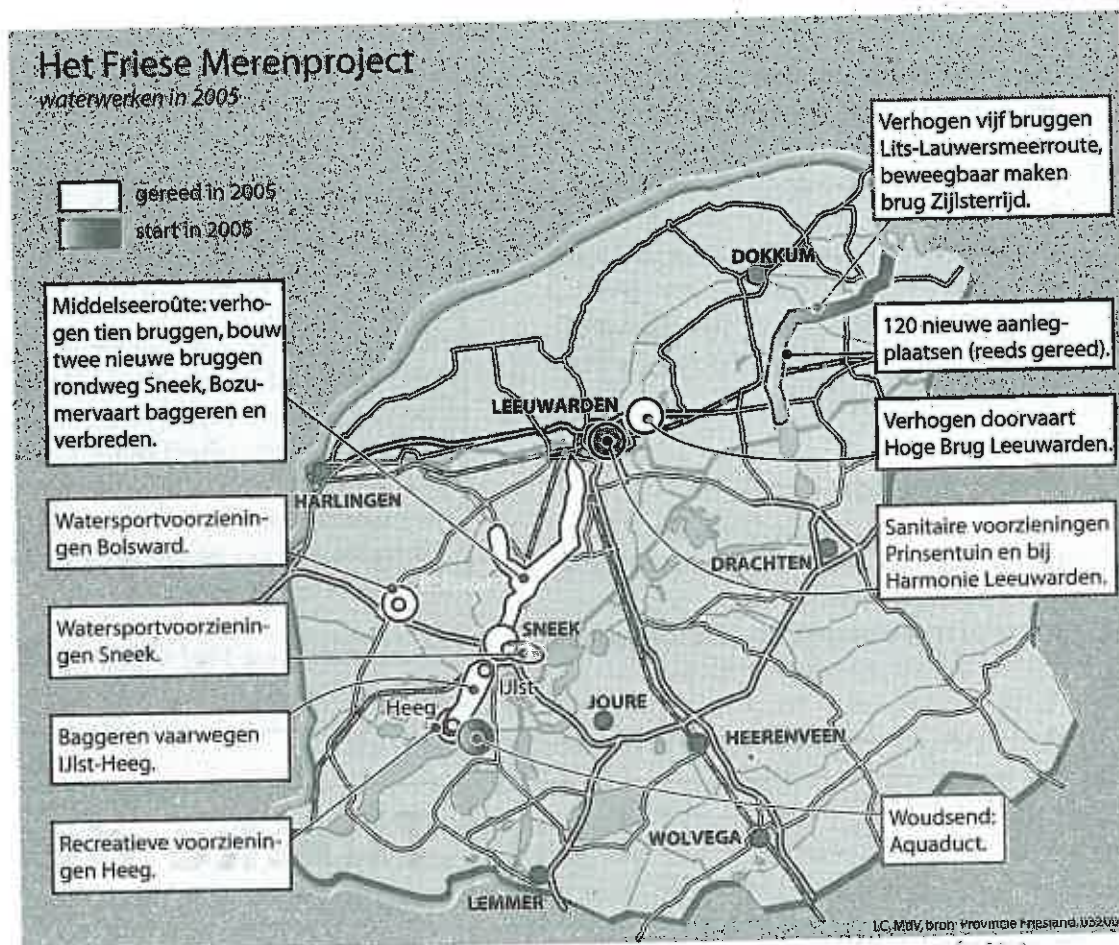 Het Friese Merenproject
waterwerken in 2005
gereed in 2005
start in 2005
Verhogen vijf bruggen
Lits-Lauwersmeerroute,
beweegbaar maken
brug Zijlsterrijd.
DOKKUM
Middelseeroûte: verho-
gen tien bruggen, bouw
twee nieuwe bruggen
rondweg Sneek, Bozu-
mervaart baggeren en
verbreden.
120 nieuwe aanleg-
plaatsen (reeds gereed).
LEEUWARDEN
Verhogen doorvaart
Hoge Brug Leeuwarden.
HARLINGEN
Watersportvoorzienin-
gen Bolsward.
DRACHTEN
Sanitaire voorzieningen
Prinsentuin en bij
Harmonie Leeuwarden.
Watersportvoorzienin-
gen Sneek.
SNEEK
IJlst
Heeg
JOURE
HEERENVEEN
Baggeren vaarwegen
IJlst-Heeg.
Recreatieve voorzienin-
gen Heeg.
WOLVEGA
Woudsend:
Aquaduct.
LEMMER
LC, MdV, bron: Provincie Friesland